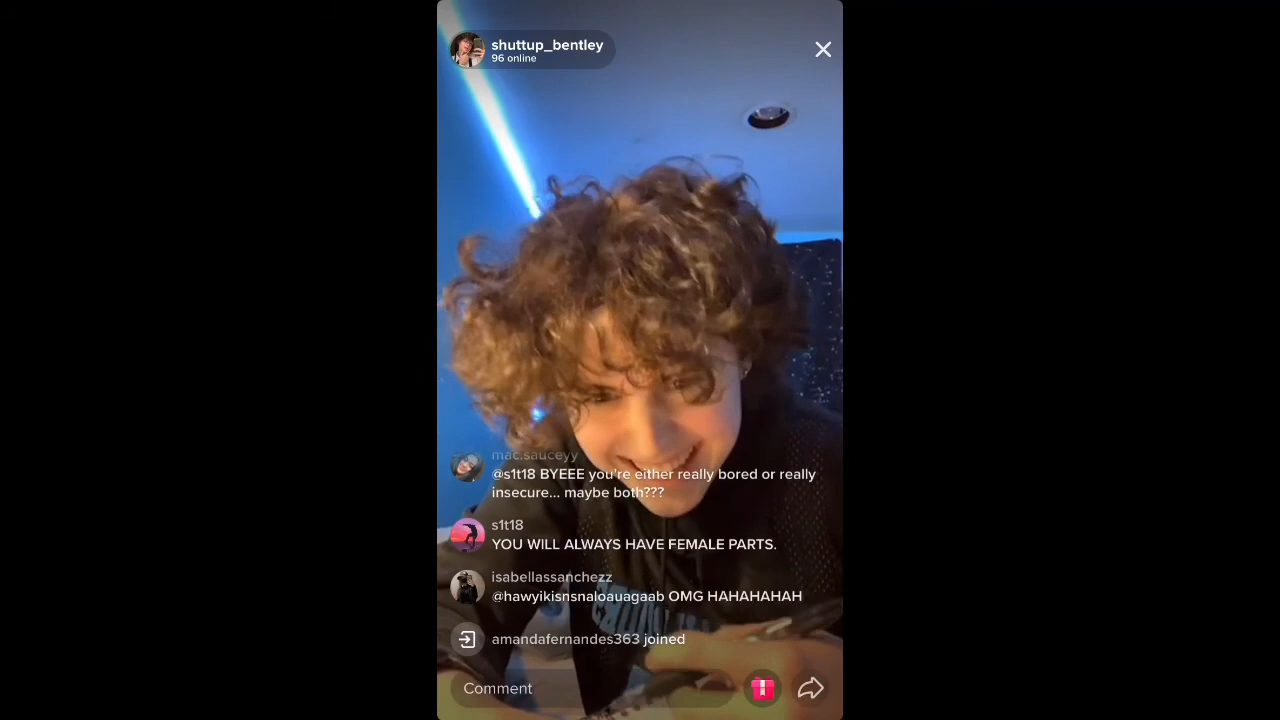 shuttup_bentley
96 online
mac.sauceyy
@s1t18 BYEEE you're either really bored or really
insecure... maybe both???
s1t18
YOU WILL ALWAYS HAVE FEMALE PARTS.
isabellassanchezz
@hawyikisnsnaloauagaab OMG HAHAHAHAH
amandafernandes363 joined
Comment